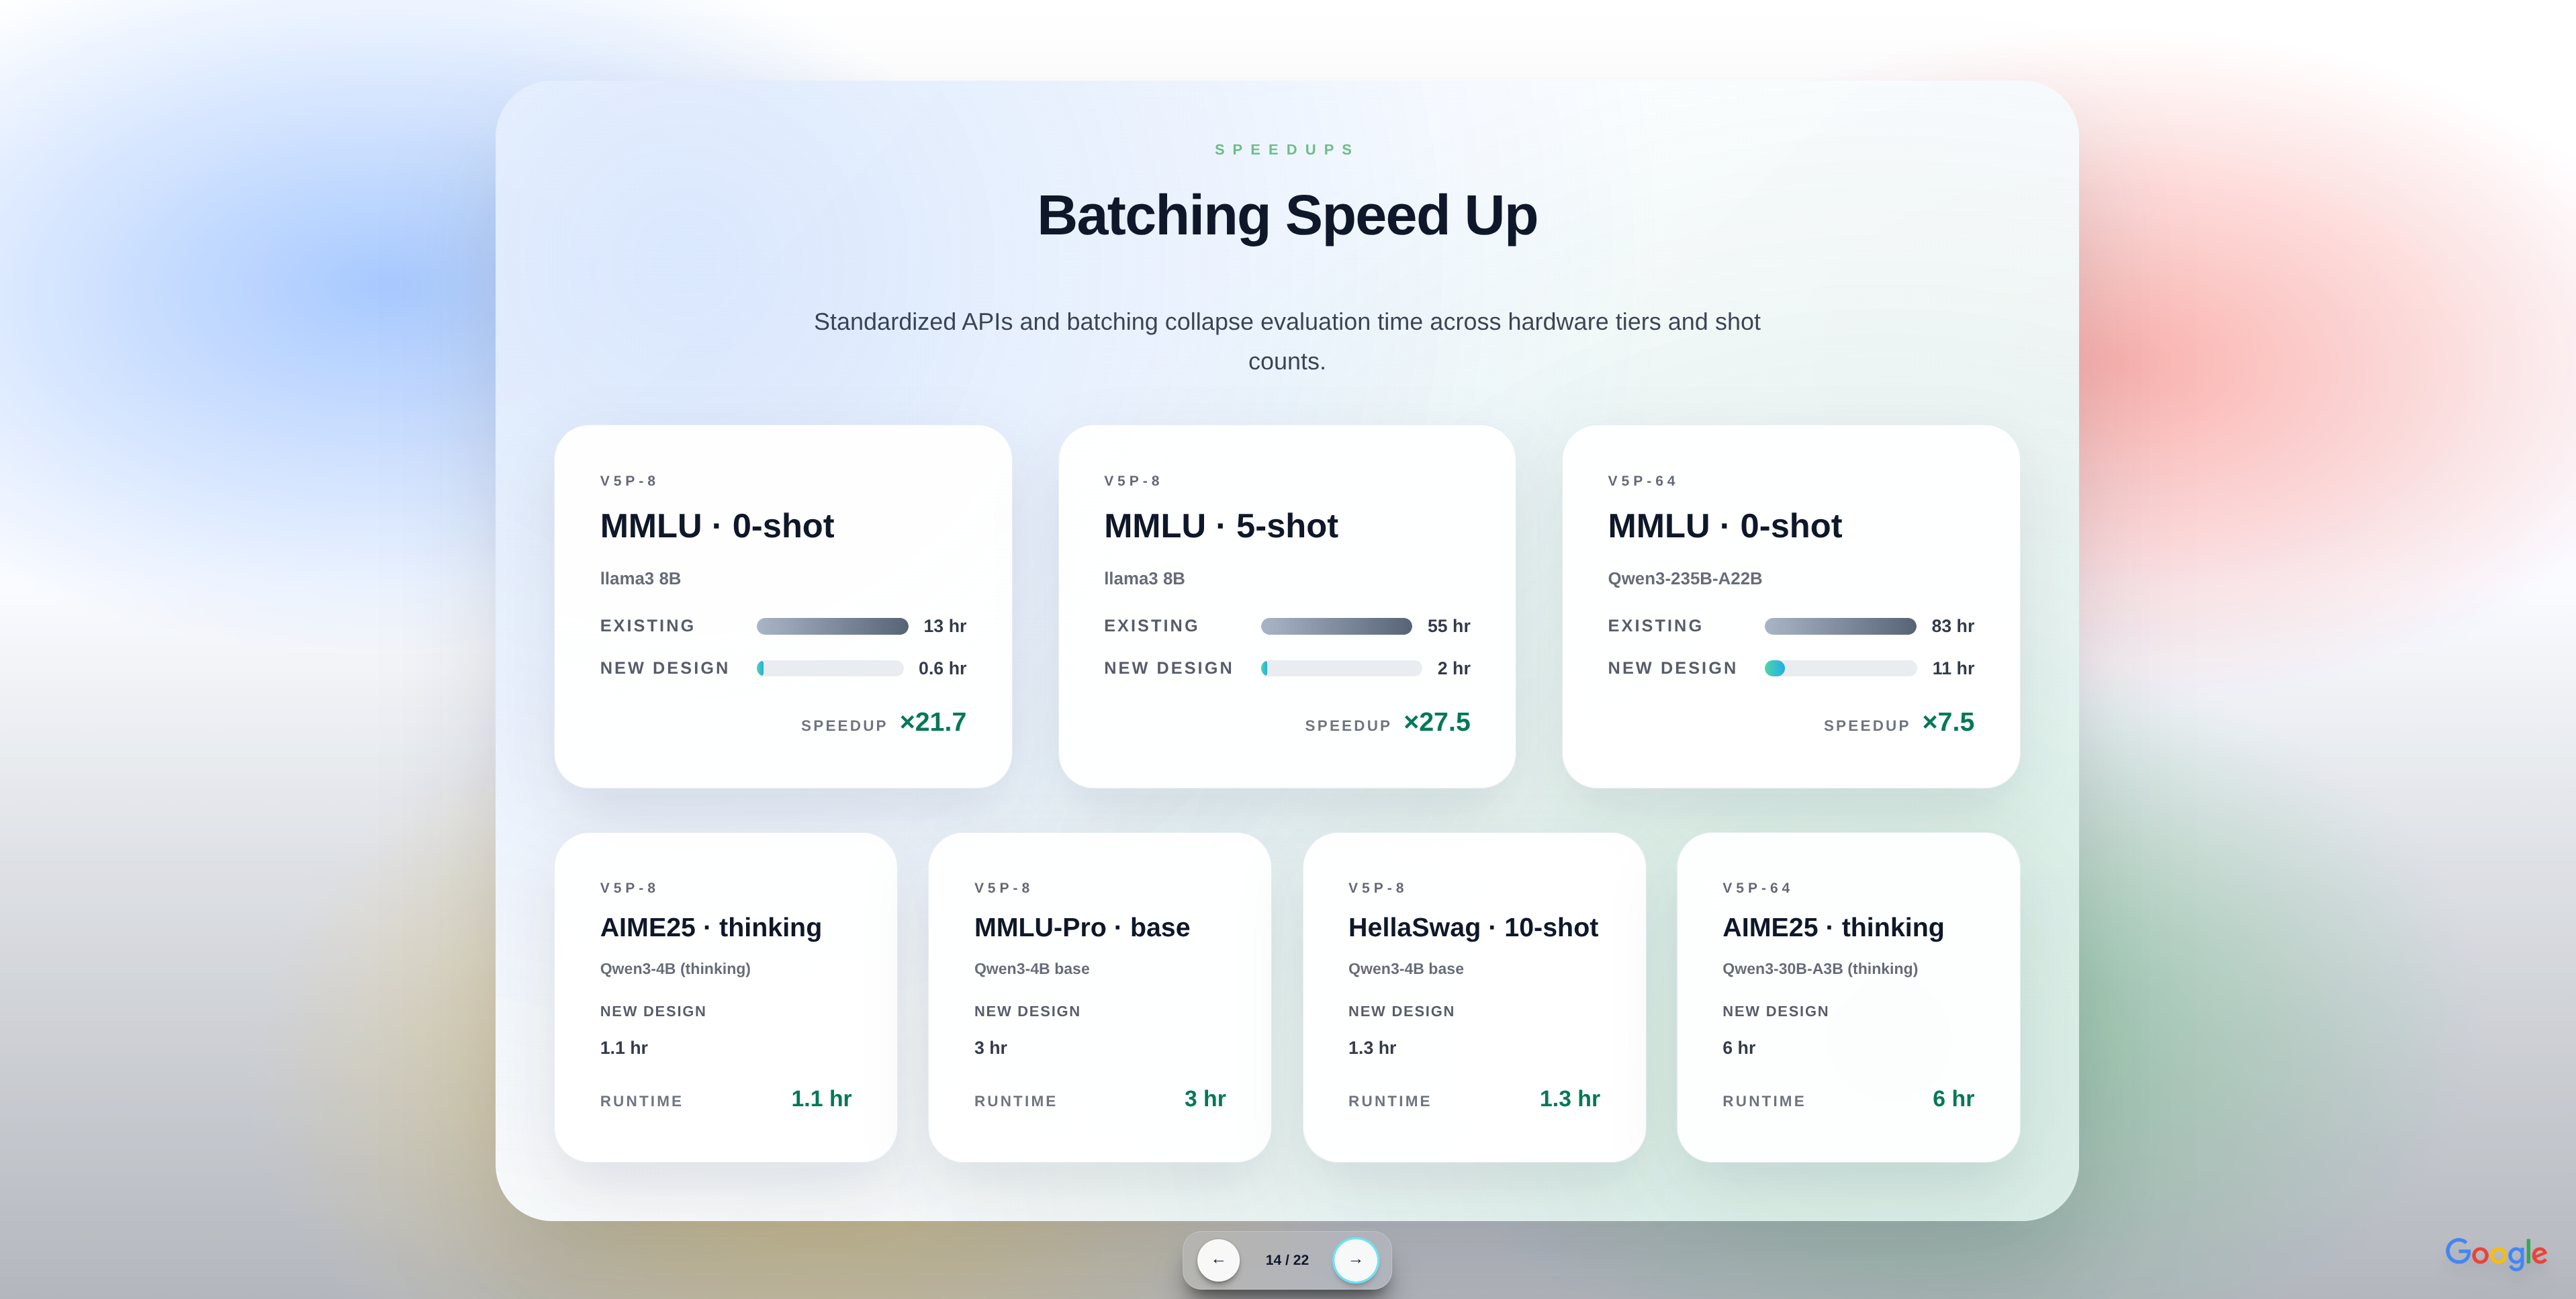 SPEEDUPS
Batching Speed Up
Standardized APIs and batching collapse evaluation time across hardware tiers and shot
counts.
V5P-8
MMLU · 0-shot
llama3 8B
EXISTING 13 hr
NEW DESIGN 0.6 hr
SPEEDUP ×21.7
V5P-8
MMLU · 5-shot
llama3 8B
EXISTING 55 hr
NEW DESIGN 2 hr
SPEEDUP ×27.5
V5P-64
MMLU · 0-shot
Qwen3-235B-A22B
EXISTING 83 hr
NEW DESIGN 11 hr
SPEEDUP ×7.5
V5P-8
AIME25 · thinking
Qwen3-4B (thinking)
NEW DESIGN
1.1 hr
RUNTIME 1.1 hr
V5P-8
MMLU-Pro · base
Qwen3-4B base
NEW DESIGN
3 hr
RUNTIME 3 hr
V5P-8
HellaSwag · 10-shot
Qwen3-4B base
NEW DESIGN
1.3 hr
RUNTIME 1.3 hr
V5P-64
AIME25 · thinking
Qwen3-30B-A3B (thinking)
NEW DESIGN
6 hr
RUNTIME 6 hr
← 14 / 22 →
Google